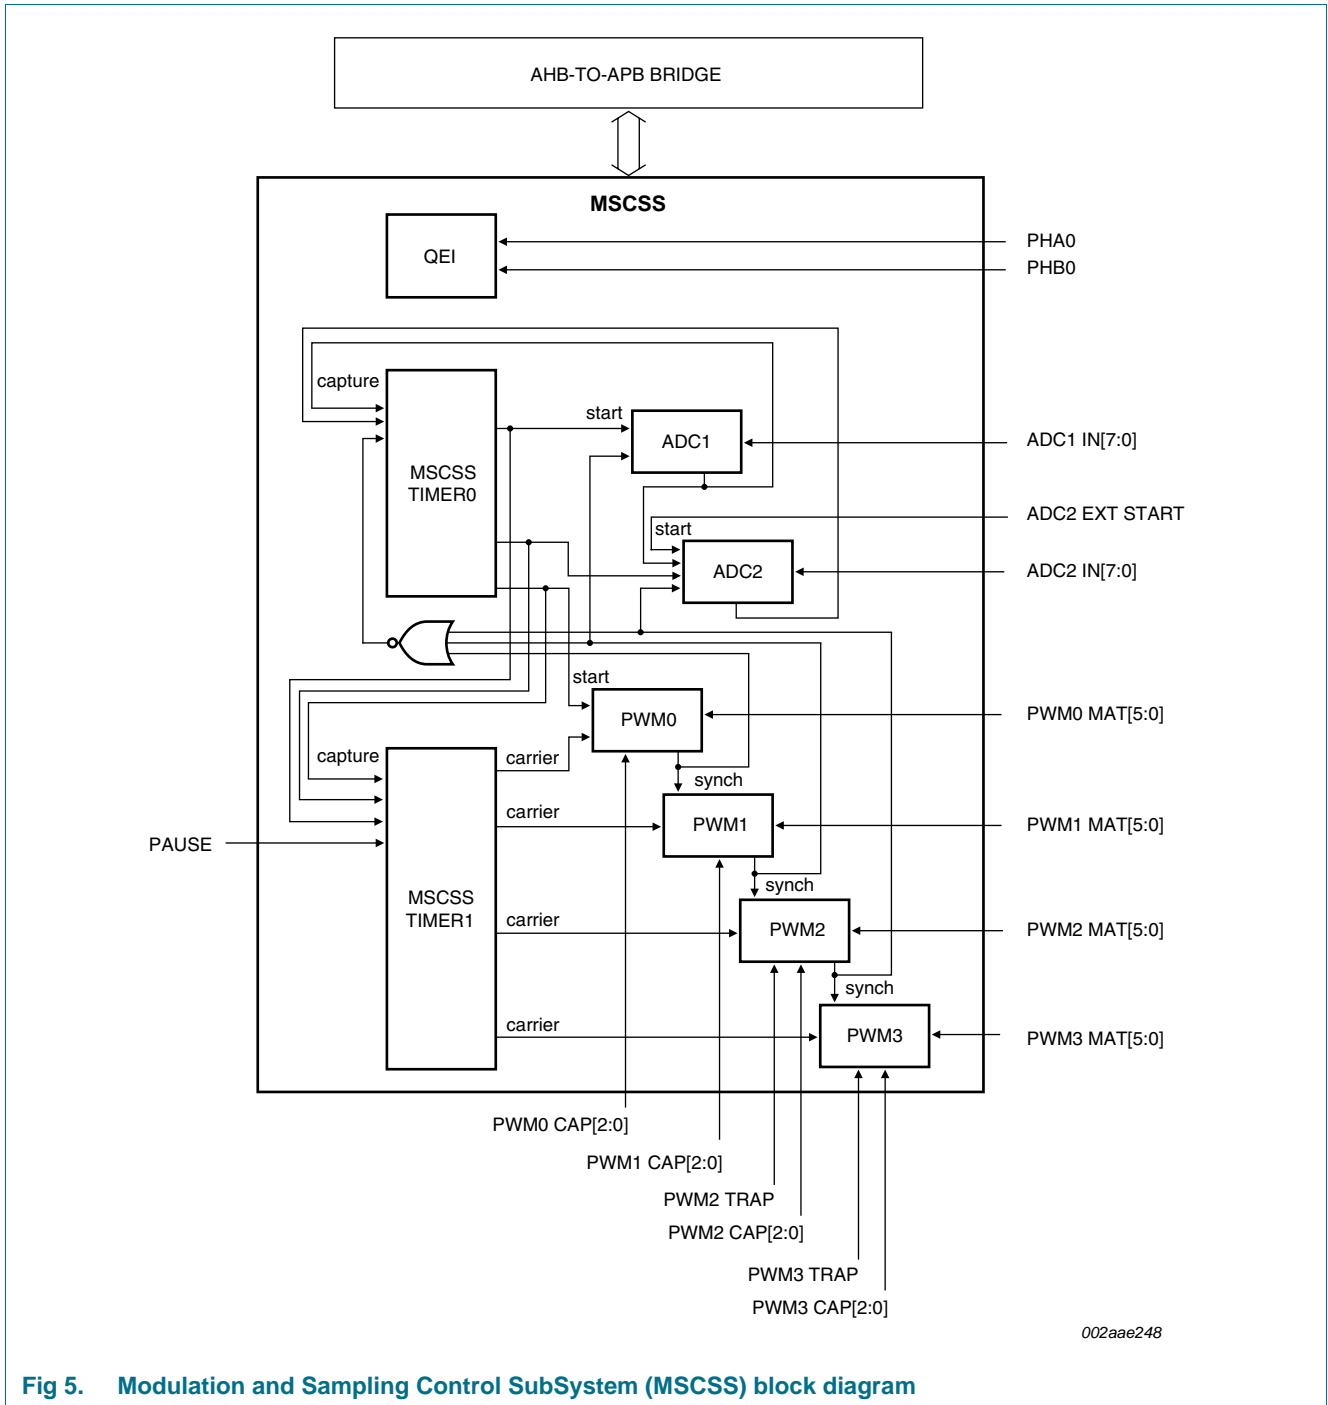 AHB-TO-APB BRIDGE
MSCSS
QEI
PHA0
PHB0
capture
MSCSS
TIMER0
start
ADC1
ADC1 IN[7:0]
ADC2 EXT START
start
ADC2
ADC2 IN[7:0]
start
PWM0
PWM0 MAT[5:0]
capture
carrier
synch
carrier
PWM1
PWM1 MAT[5:0]
PAUSE
MSCSS
TIMER1
synch
carrier
PWM2
PWM2 MAT[5:0]
synch
carrier
PWM3
PWM3 MAT[5:0]
PWM0 CAP[2:0]
PWM1 CAP[2:0]
PWM2 TRAP
PWM2 CAP[2:0]
PWM3 TRAP
PWM3 CAP[2:0]
002aae248
Fig 5. Modulation and Sampling Control SubSystem (MSCSS) block diagram